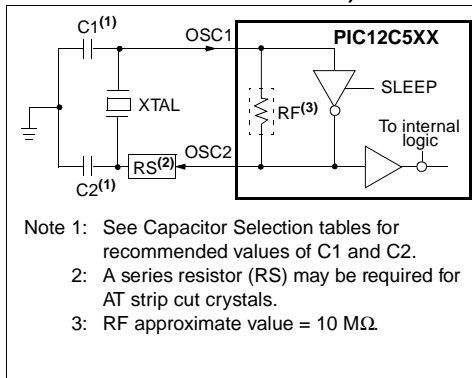 C1(1)
OSC1
PIC12C5XX
SLEEP
XTAL
RF(3)
To internal
logic
OSC2
RS(2)
C2(1)
Note 1: See Capacitor Selection tables for
recommended values of C1 and C2.
2: A series resistor (RS) may be required for
AT strip cut crystals.
3: RF approximate value = 10 MΩ.